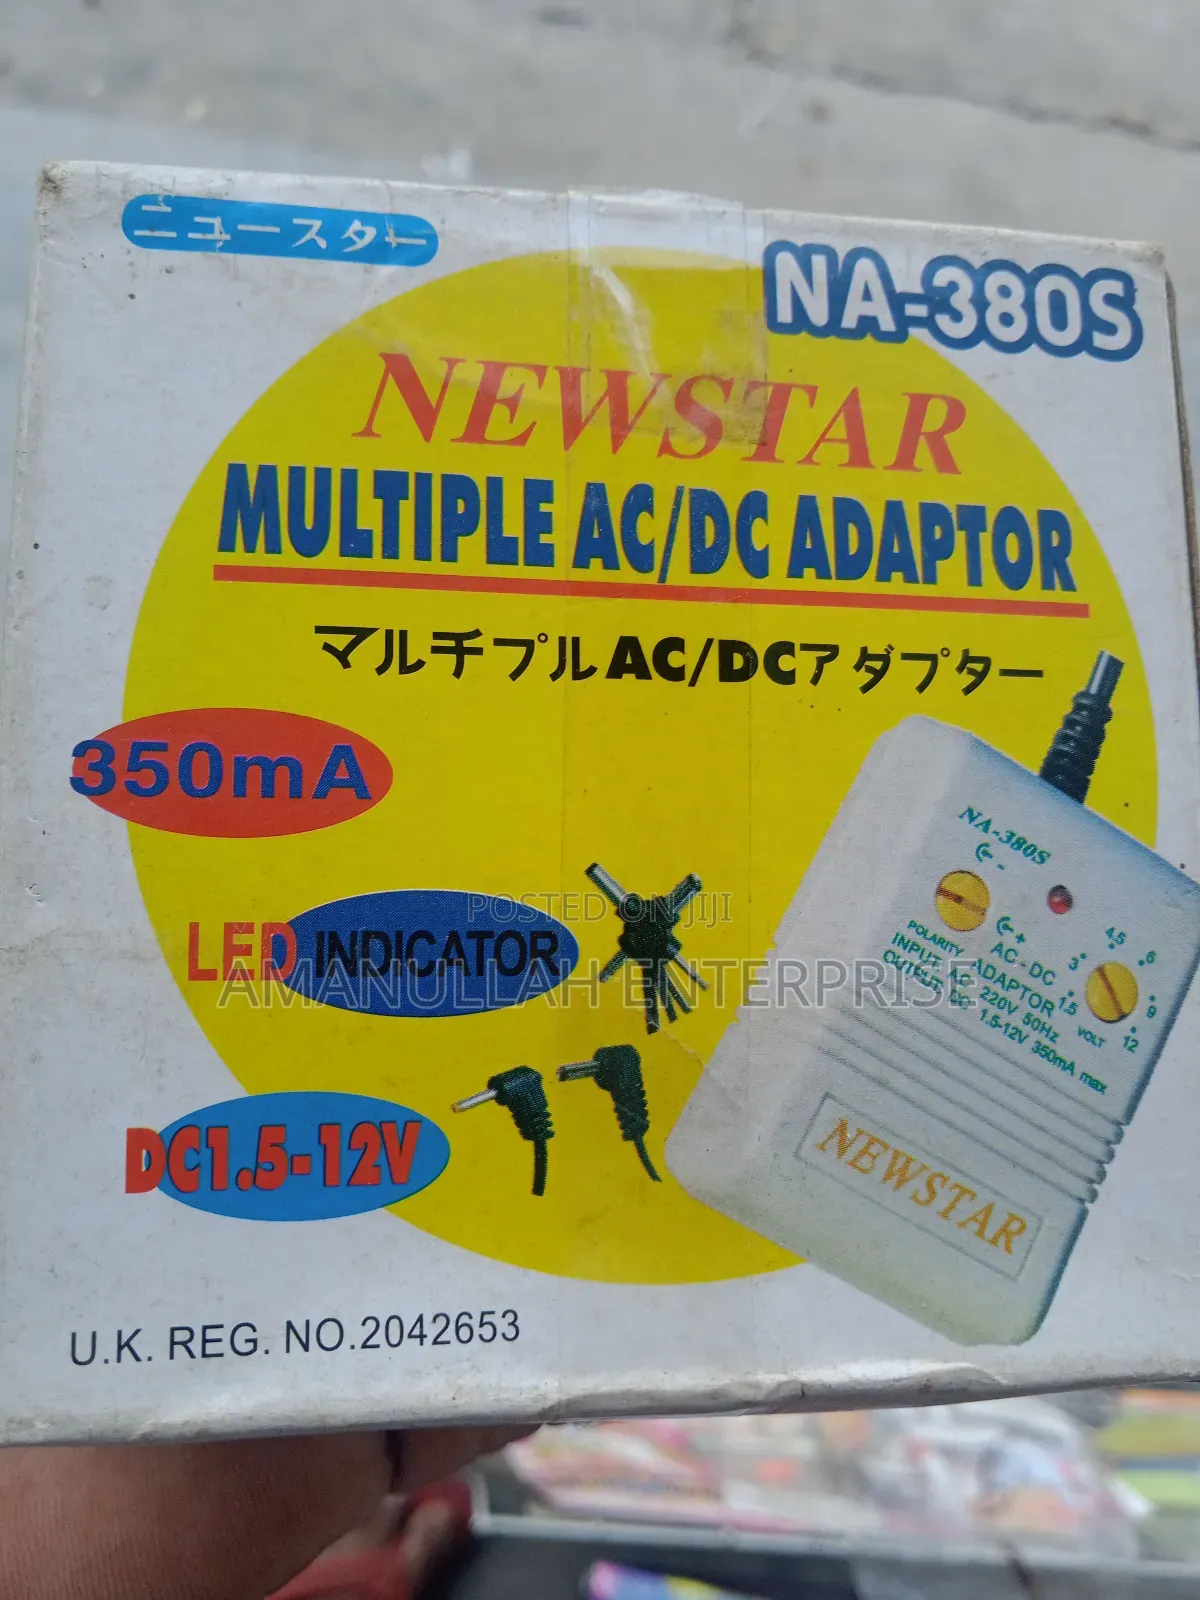 ニュースター
NA-380S
NEWSTAR
MULTIPLE AC/DC ADAPTOR
マルチプルAC/DCアダプター
350mA
LED INDICATOR
DC1.5-12V
NA-380S
-
+
POLARITY
AC - DC
ADAPTOR
INPUT AC 220V 50Hz
OUTPUT DC 1.5-12V 350mA max
1.5 3 4.5 6 9 12
VOLT
NEWSTAR
U.K. REG. NO.2042653
POSTED ON JIJI
AMANULLAH ENTERPRISE